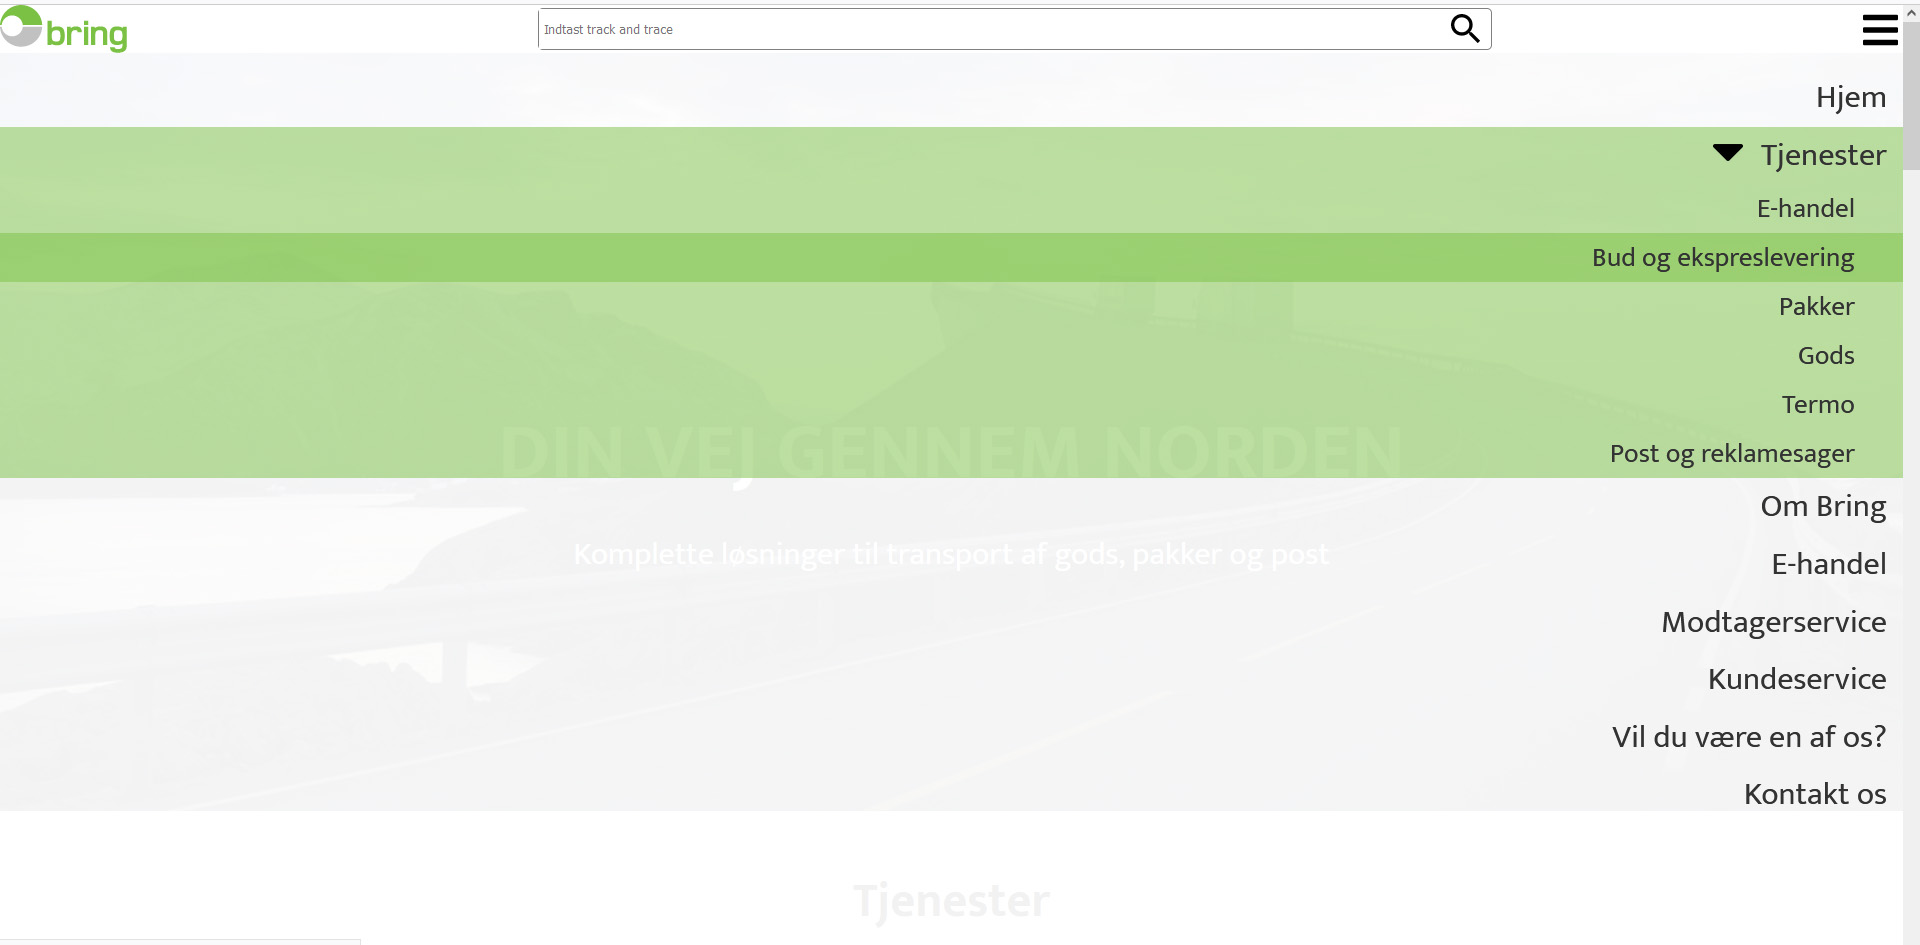 bring
Indtast track and trace
Hjem
Tjenester
E-handel
Bud og ekspreslevering
Pakker
Gods
Termo
DIN VEJ GENNEM NORDEN
Post og reklamesager
Om Bring
Komplette løsninger til transport af gods, pakker og post
E-handel
Modtagerservice
Kundeservice
Vil du være en af os?
Kontakt os
Tjenester